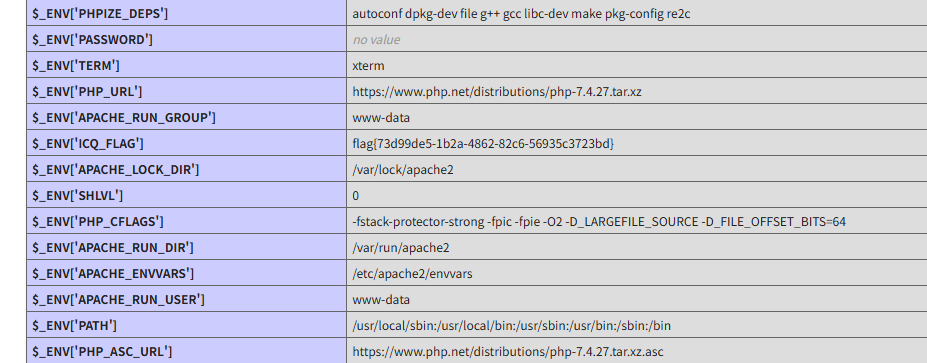 $_ENV['PHPIZE_DEPS'] autoconf dpkg-dev file g++ gcc libc-dev make pkg-config re2c
$_ENV['PASSWORD'] no value
$_ENV['TERM'] xterm
$_ENV['PHP_URL'] https://www.php.net/distributions/php-7.4.27.tar.xz
$_ENV['APACHE_RUN_GROUP'] www-data
$_ENV['ICQ_FLAG'] flag{73d99de5-1b2a-4862-82c6-56935c3723bd}
$_ENV['APACHE_LOCK_DIR'] /var/lock/apache2
$_ENV['SHLVL'] 0
$_ENV['PHP_CFLAGS'] -fstack-protector-strong -fpic -fpie -O2 -D_LARGEFILE_SOURCE -D_FILE_OFFSET_BITS=64
$_ENV['APACHE_RUN_DIR'] /var/run/apache2
$_ENV['APACHE_ENVVARS'] /etc/apache2/envvars
$_ENV['APACHE_RUN_USER'] www-data
$_ENV['PATH'] /usr/local/sbin:/usr/local/bin:/usr/sbin:/usr/bin:/sbin:/bin
$_ENV['PHP_ASC_URL'] https://www.php.net/distributions/php-7.4.27.tar.xz.asc